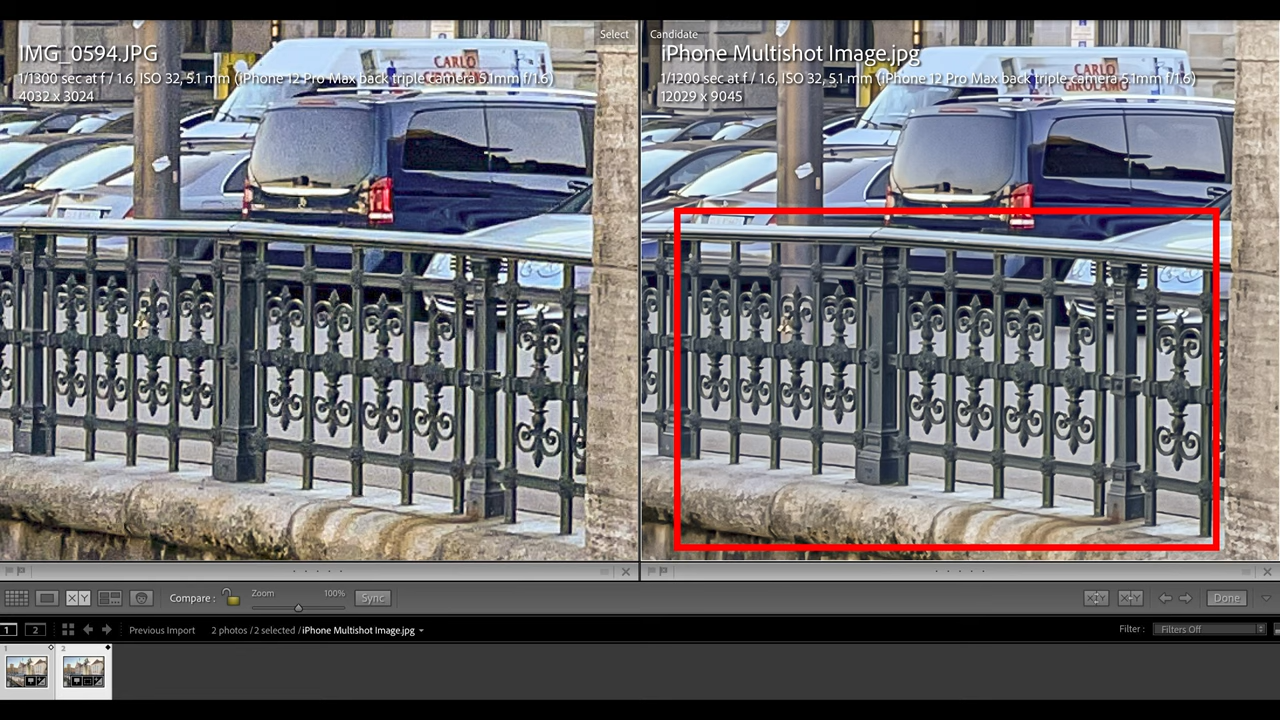 Select
IMG_0594.JPG
1/1300 sec at f / 1.6, ISO 32, 5.1 mm (iPhone 12 Pro Max back triple camera 5.1mm f/1.6)
4032 x 3024
CARLO
Candidate
iPhone Multishot Image.jpg
1/1200 sec at f / 1.6, ISO 32, 5.1 mm (iPhone 12 Pro Max back triple camera 5.1mm f/1.6)
12029 x 9045
CARLO
GIROLAMO
XY
Compare :
Zoom
100%
Sync
Done
1
2
Previous Import
2 photos / 2 selected / iPhone Multishot Image.jpg
Filter :
Filters Off
1
2